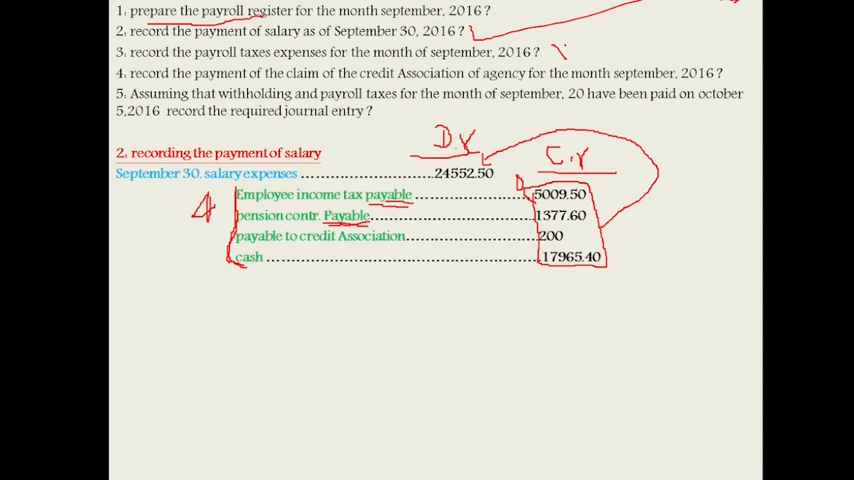 1: prepare the payroll register for the month september, 2016?
2: record the payment of salary as of September 30, 2016?
3: record the payroll taxes expenses for the month of september, 2016?
4: record the payment of the claim of the credit Association of agency for the month september, 2016?
5: Assuming that withholding and payroll taxes for the month of september, 20 have been paid on october
5,2016 record the required journal entry?
D.r
2: recording the payment of salary
C.r
September 30. salary expenses ............................24552.50
Employee income tax payable ........................5009.50
4 pension contr. Payable...................................1377.60
payable to credit Association............................200
cash .........................................................17965.40